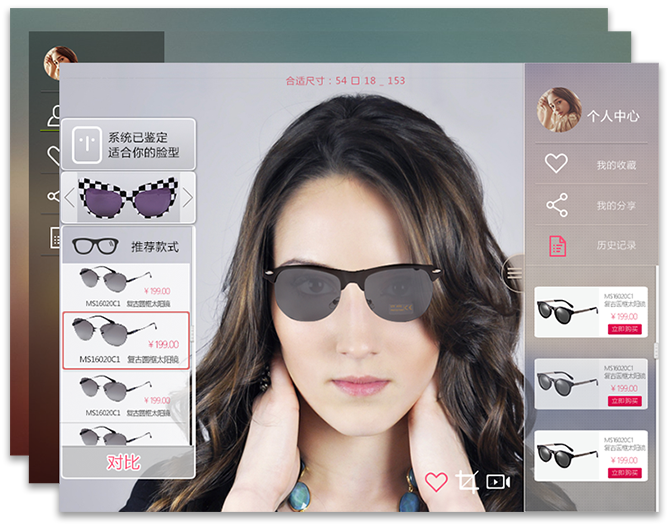 合适尺寸：54 口 18 _ 153
系统已鉴定
适合你的脸型
推荐款式
￥199.00
MS16020C1 复古圆框太阳镜
￥199.00
MS16020C1 复古圆框太阳镜
￥199.00
MS16020C1 复古圆框太阳镜
对比
个人中心
我的收藏
我的分享
历史记录
MS16020C1
复古圆框太阳镜
￥199.00
立即购买
MS16020C1
复古圆框太阳镜
￥199.00
立即购买
MS16020C1
复古圆框太阳镜
￥199.00
立即购买